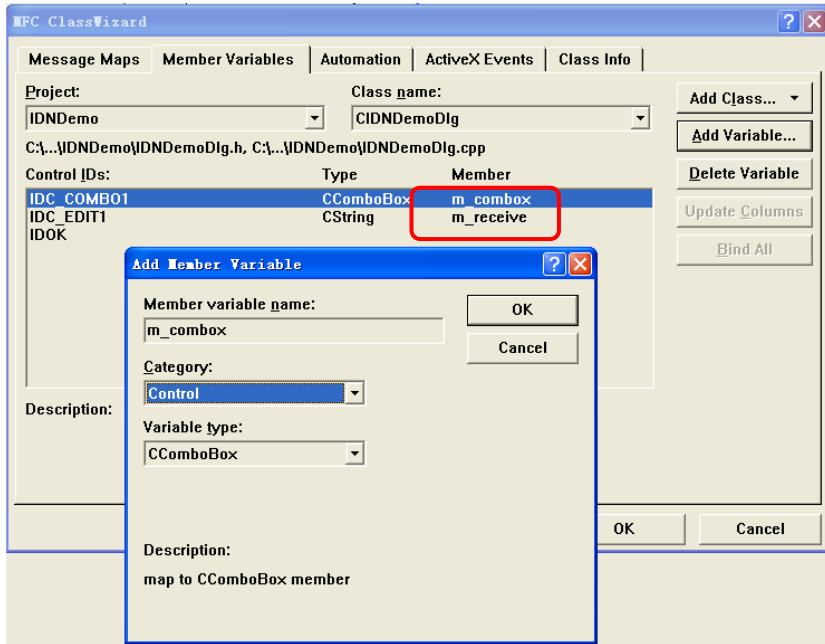 MFC ClassWizard
Message Maps Member Variables Automation ActiveX Events Class Info
Project: Class name:
Add Class...
IDNDemo CIDNDemoDlg
Add Variable...
C:\...\IDNDemo\IDNDemoDlg.h, C:\...\IDNDemo\IDNDemoDlg.cpp
Control IDs: Type Member
Delete Variable
IDC_COMBO1 CComboBox m_combox
IDC_EDIT1 CString m_receive
Update Columns
IDOK
Bind All
Add Member Variable
Member variable name:
OK
m_combox
Cancel
Category:
Control
Description:
Variable type:
CComboBox
OK Cancel
Description:
map to CComboBox member